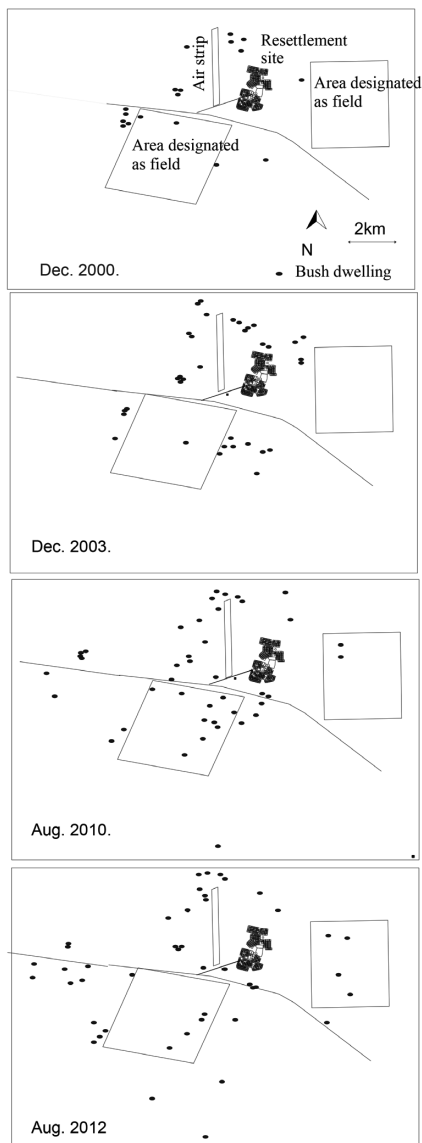 Air strip
Resettlement
site
Area designated
as field
Area designated
as field
N
2km
Dec. 2000.
Bush dwelling
Dec. 2003.
Aug. 2010.
Aug. 2012